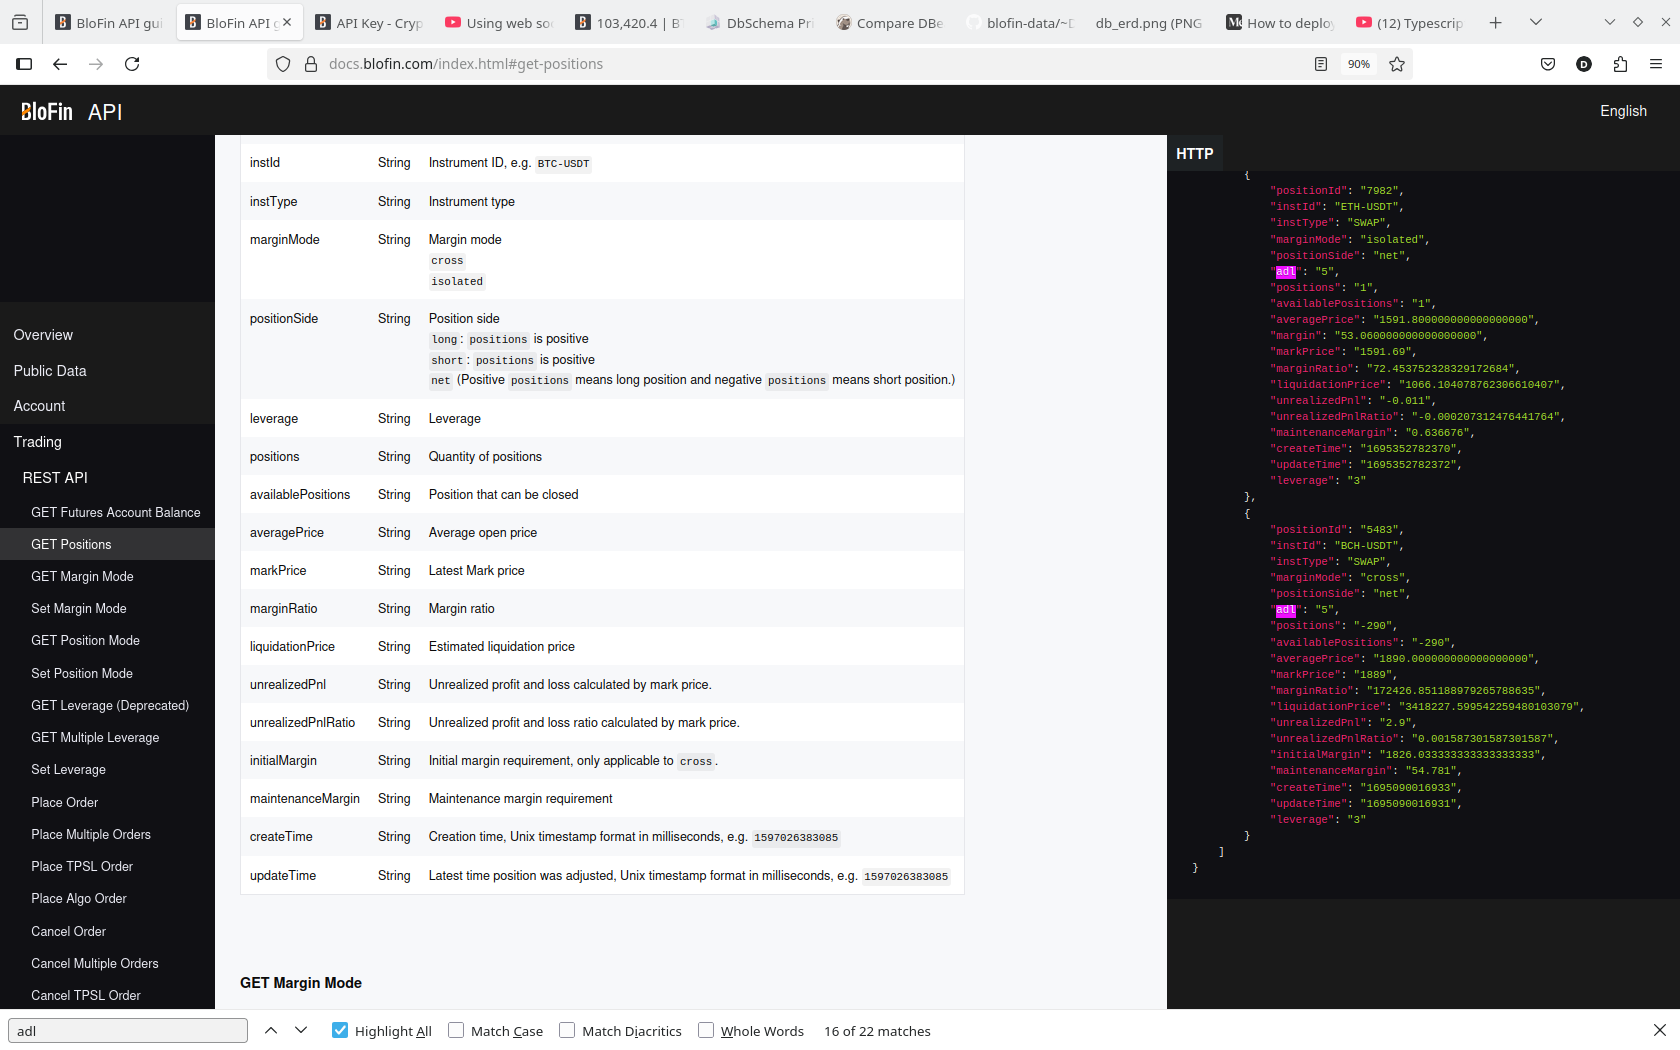 BloFin API gui
BloFin API g
API Key - Cryp
Using web soc
103,420.4 | B
DbSchema Pri
Compare DBe
blofin-data/~D
db_erd.png (PNG
How to deploy
(12) Typescrip
docs.blofin.com/index.html#get-positions
90%
D
BloFin API
English
Overview
Public Data
Account
Trading
REST API
GET Futures Account Balance
GET Positions
GET Margin Mode
Set Margin Mode
GET Position Mode
Set Position Mode
GET Leverage (Deprecated)
GET Multiple Leverage
Set Leverage
Place Order
Place Multiple Orders
Place TPSL Order
Place Algo Order
Cancel Order
Cancel Multiple Orders
Cancel TPSL Order
instId String Instrument ID, e.g. BTC-USDT
instType String Instrument type
marginMode String Margin mode
cross
isolated
positionSide String Position side
long: positions is positive
short: positions is positive
net (Positive positions means long position and negative positions means short position.)
leverage String Leverage
positions String Quantity of positions
availablePositions String Position that can be closed
averagePrice String Average open price
markPrice String Latest Mark price
marginRatio String Margin ratio
liquidationPrice String Estimated liquidation price
unrealizedPnl String Unrealized profit and loss calculated by mark price.
unrealizedPnlRatio String Unrealized profit and loss ratio calculated by mark price.
initialMargin String Initial margin requirement, only applicable to cross.
maintenanceMargin String Maintenance margin requirement
createTime String Creation time, Unix timestamp format in milliseconds, e.g. 1597026383085
updateTime String Latest time position was adjusted, Unix timestamp format in milliseconds, e.g. 1597026383085
GET Margin Mode
HTTP
{
"positionId": "7982",
"instId": "ETH-USDT",
"instType": "SWAP",
"marginMode": "isolated",
"positionSide": "net",
"adl": "5",
"positions": "1",
"availablePositions": "1",
"averagePrice": "1591.800000000000000000",
"margin": "53.060000000000000000",
"markPrice": "1591.69",
"marginRatio": "72.453752328329172684",
"liquidationPrice": "1066.104078762306610407",
"unrealizedPnl": "-0.011",
"unrealizedPnlRatio": "-0.000207312476441764",
"maintenanceMargin": "0.636676",
"createTime": "1695352782370",
"updateTime": "1695352782372",
"leverage": "3"
},
{
"positionId": "5483",
"instId": "BCH-USDT",
"instType": "SWAP",
"marginMode": "cross",
"positionSide": "net",
"adl": "5",
"positions": "-290",
"availablePositions": "-290",
"averagePrice": "1890.000000000000000000",
"markPrice": "1889",
"marginRatio": "172426.851188979265788635",
"liquidationPrice": "3418227.599542259480103079",
"unrealizedPnl": "2.9",
"unrealizedPnlRatio": "0.001587301587301587",
"initialMargin": "1826.033333333333333333",
"maintenanceMargin": "54.781",
"createTime": "1695090016933",
"updateTime": "1695090016931",
"leverage": "3"
}
]
}
adl
Highlight All
Match Case
Match Diacritics
Whole Words
16 of 22 matches